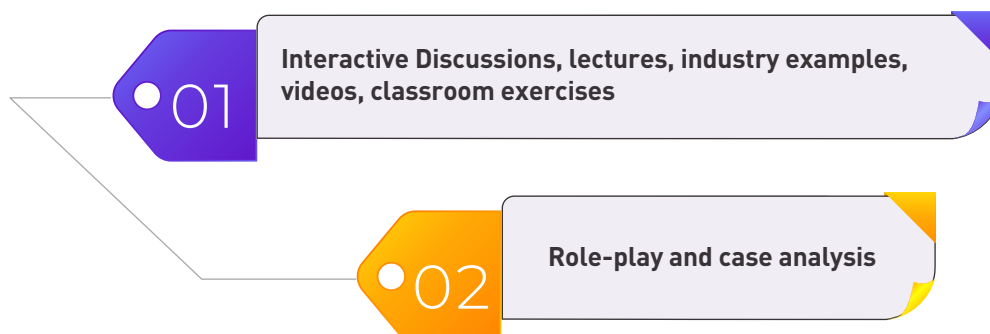 01
Interactive Discussions, lectures, industry examples,
videos, classroom exercises
02
Role-play and case analysis